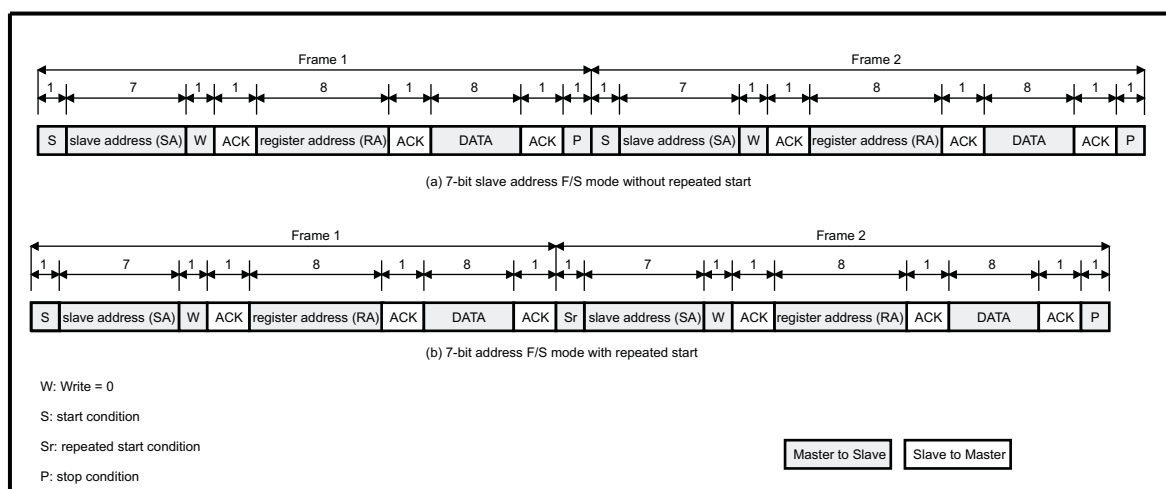 Frame 1 Frame 2
1 7 1 1 8 1 8 1 1 1 7 1 1 8 1 8 1 1
S slave address (SA) W ACK register address (RA) ACK DATA ACK P S slave address (SA) W ACK register address (RA) ACK DATA ACK P
(a) 7-bit slave address F/S mode without repeated start
Frame 1 Frame 2
1 7 1 1 8 1 8 1 1 7 1 1 8 1 8 1 1
S slave address (SA) W ACK register address (RA) ACK DATA ACK Sr slave address (SA) W ACK register address (RA) ACK DATA ACK P
(b) 7-bit address F/S mode with repeated start
W: Write = 0
S: start condition
Sr: repeated start condition
Master to Slave Slave to Master
P: stop condition